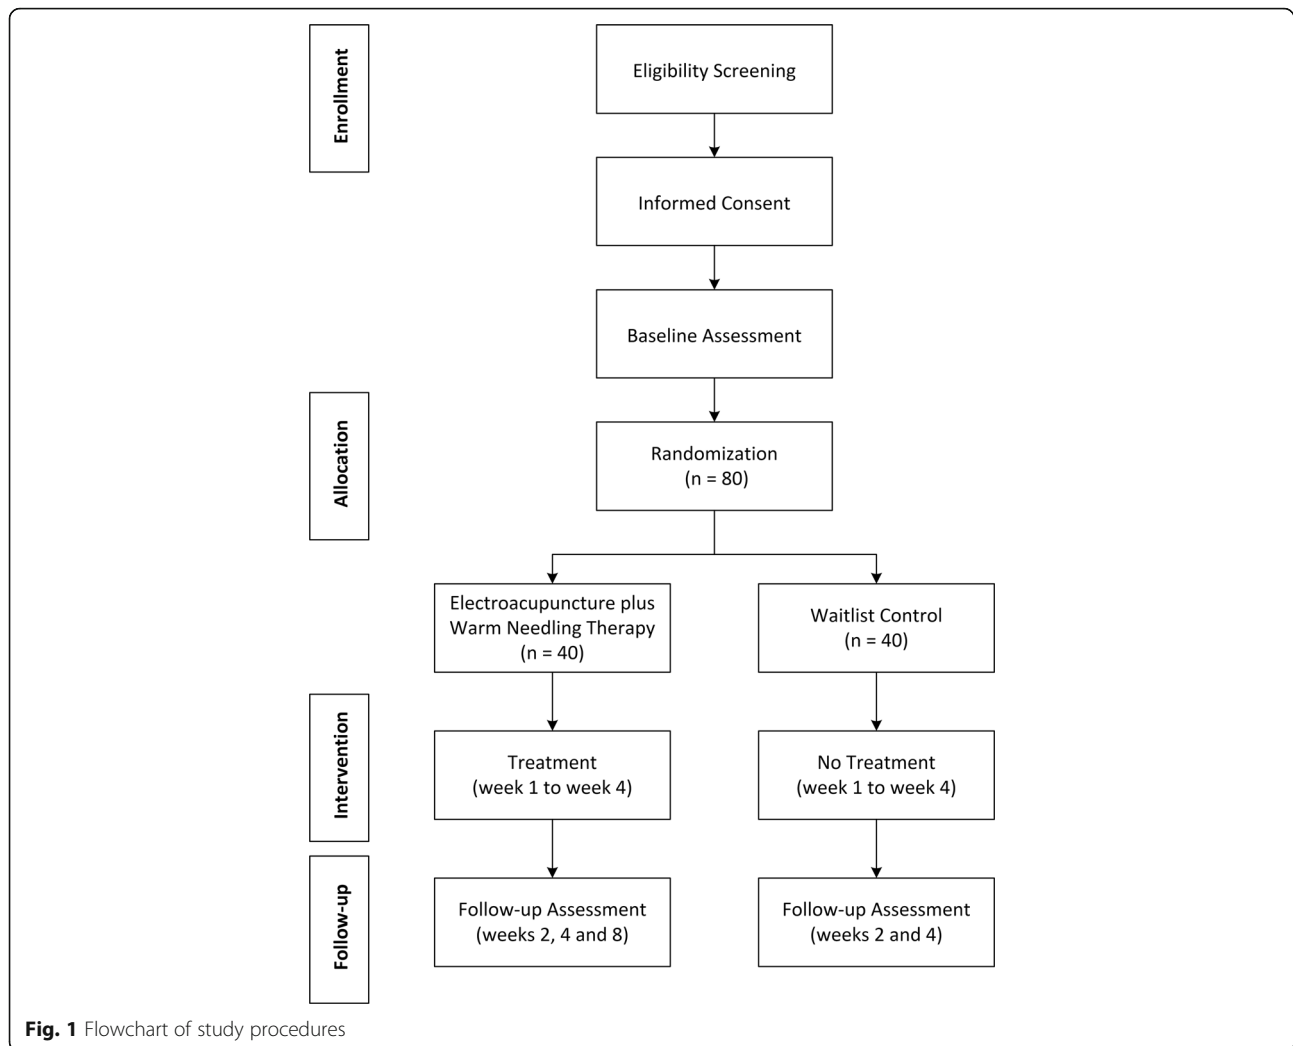 Enrollment
Eligibility Screening
Informed Consent
Baseline Assessment
Allocation
Randomization
(n = 80)
Electroacupuncture plus
Warm Needling Therapy
(n = 40)
Waitlist Control
(n = 40)
Intervention
Treatment
(week 1 to week 4)
No Treatment
(week 1 to week 4)
Follow-up
Follow-up Assessment
(weeks 2, 4 and 8)
Follow-up Assessment
(weeks 2 and 4)
Fig. 1 Flowchart of study procedures